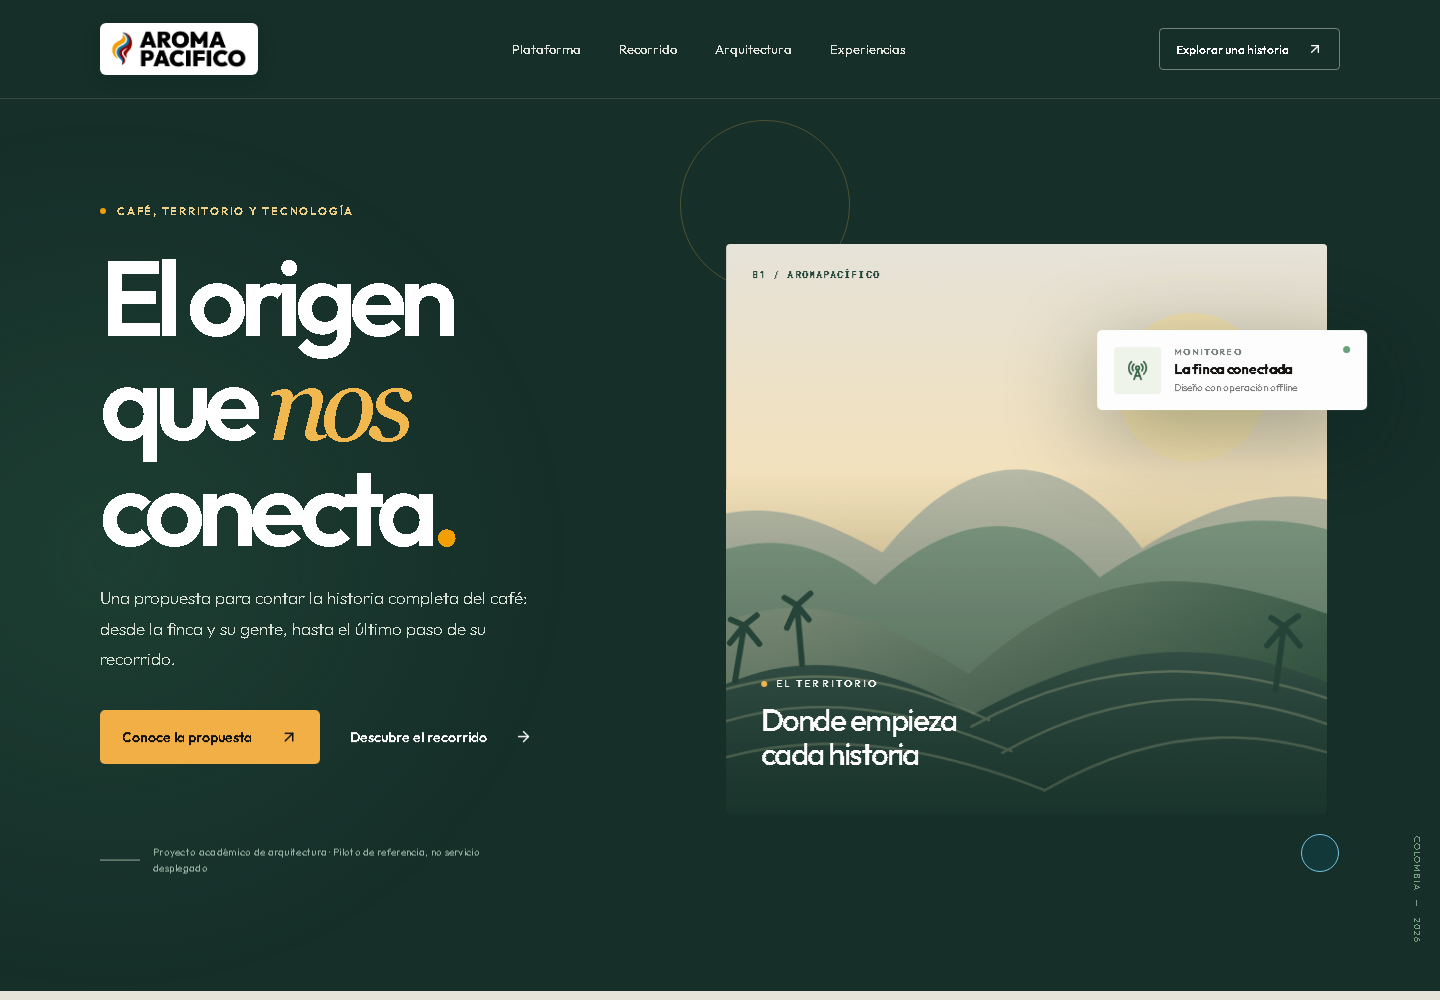 AROMA
PACIFICO
Plataforma
Recorrido
Arquitectura
Experiencias
Explorar una historia
CAFÉ, TERRITORIO Y TECNOLOGÍA
El origen
que nos
conecta.
Una propuesta para contar la historia completa del café:
desde la finca y su gente, hasta el último paso de su
recorrido.
Conoce la propuesta
Descubre el recorrido
Proyecto académico de arquitectura · Piloto de referencia, no servicio
desplegado
01 / AROMAPACÍFICO
MONITOREO
La finca conectada
Diseño con operación offline
EL TERRITORIO
Donde empieza
cada historia
COLOMBIA — 2026